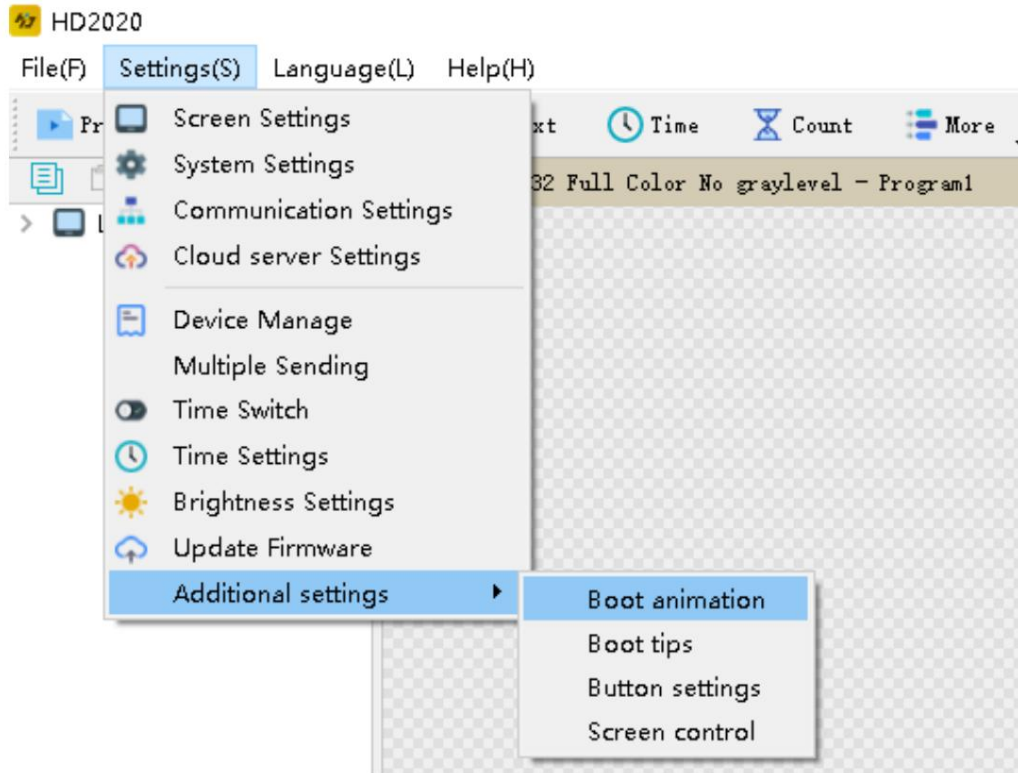 HD2020
File(F) Settings(S) Language(L) Help(H)
Time Count More
Screen Settings
System Settings
32 Full Color No graylevel - Program1
Communication Settings
Cloud server Settings
Device Manage
Multiple Sending
Time Switch
Time Settings
Brightness Settings
Update Firmware
Additional settings
Boot animation
Boot tips
Button settings
Screen control